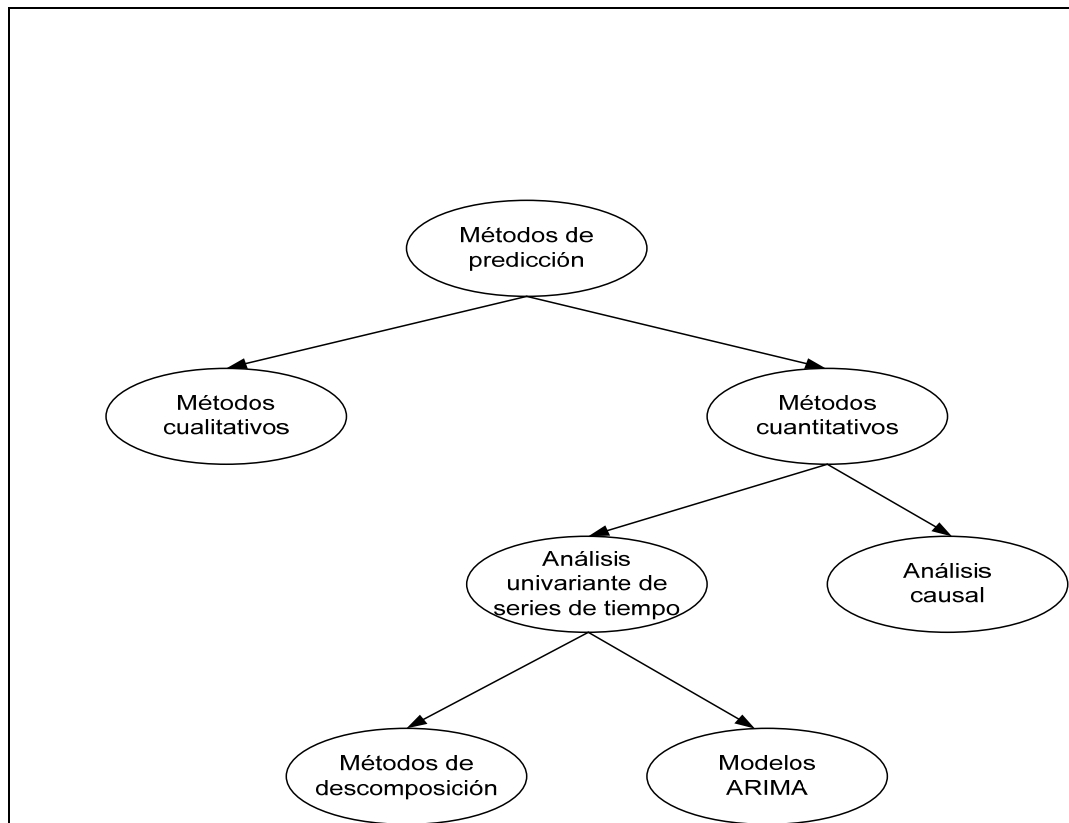 Métodos de
predicción
Métodos
cualitativos
Métodos
cuantitativos
Análisis
univariante de
series de tiempo
Análisis
causal
Métodos de
descomposición
Modelos
ARIMA